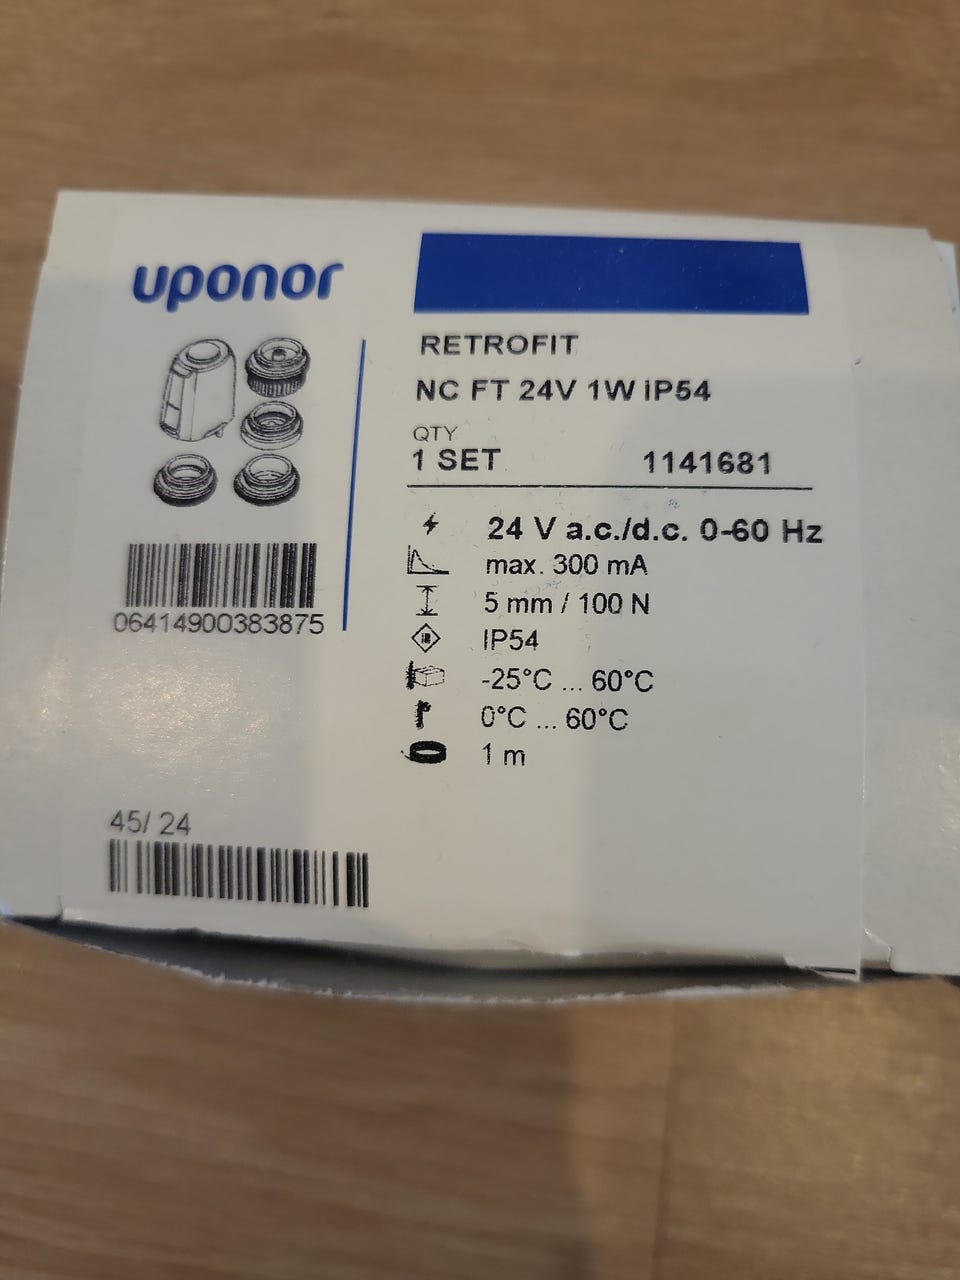 uponor
RETROFIT
NC FT 24V 1W IP54
QTY
1 SET 1141681
24 V a.c./d.c. 0-60 Hz
max. 300 mA
5 mm / 100 N
IP54
-25°C ... 60°C
0°C ... 60°C
1 m
06414900383875
45/ 24